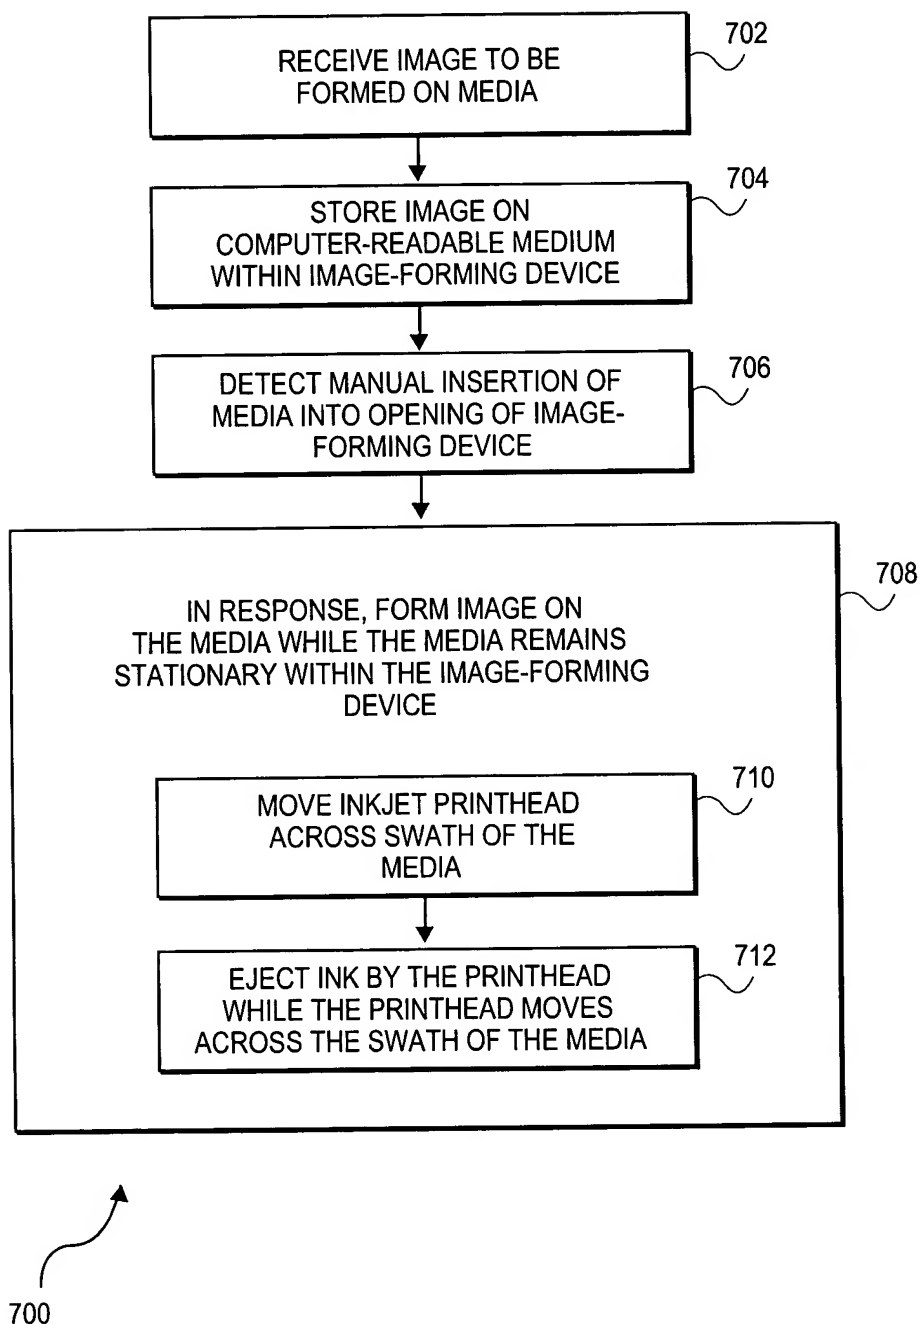 702
RECEIVE IMAGE TO BE
FORMED ON MEDIA
704
STORE IMAGE ON
COMPUTER-READABLE MEDIUM
WITHIN IMAGE-FORMING DEVICE
706
DETECT MANUAL INSERTION OF
MEDIA INTO OPENING OF IMAGE-
FORMING DEVICE
708
IN RESPONSE, FORM IMAGE ON
THE MEDIA WHILE THE MEDIA REMAINS
STATIONARY WITHIN THE IMAGE-FORMING
DEVICE
710
MOVE INKJET PRINTHEAD
ACROSS SWATH OF THE
MEDIA
712
EJECT INK BY THE PRINTHEAD
WHILE THE PRINTHEAD MOVES
ACROSS THE SWATH OF THE MEDIA
700